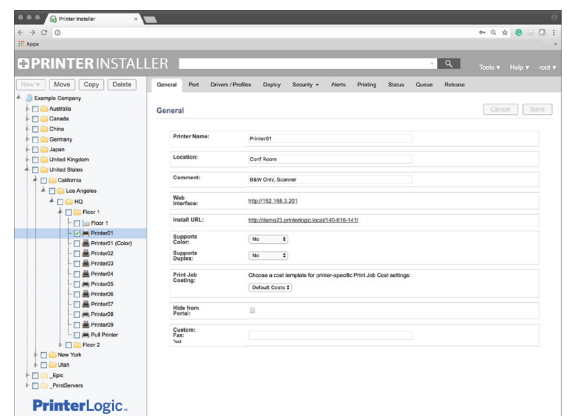 Printer Installer
Apps
PRINTERINSTALLER
Tools Help root
New Move Copy Delete
General Port Drivers / Profiles Deploy Security Alerts Printing Status Queue Release
Example Company
Australia
Canada
China
Germany
Japan
United Kingdom
United States
California
Los Angeles
HQ
Floor 1
Floor 1
Printer01
Printer01 (Color)
Printer02
Printer03
Printer04
Printer05
Printer06
Printer07
Printer08
Printer09
Pull Printer
Floor 2
New York
Utah
_Epic
_PrintServers
PrinterLogic
General
Cancel Save
Printer Name: Printer01
Location: Conf Room
Comment: B&W Only, Scanner
Web
Interface: http://192.168.3.201
Install URL: http://demo23.printerlogic.local/140-616-141/
Supports
Color: No
Supports
Duplex: No
Print Job
Costing: Choose a cost template for printer-specific Print Job Cost settings:
Default Costs
Hide from
Portal:
Custom:
Fax:
Text